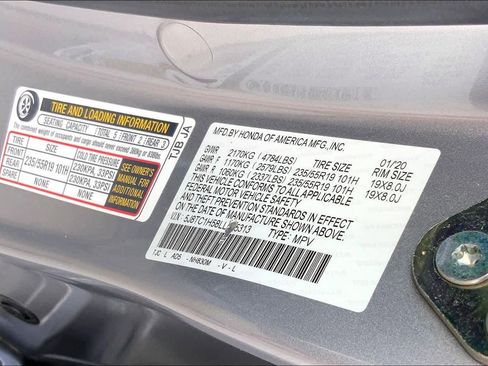 TIRE AND LOADING INFORMATION
SEATING CAPACITY TOTAL 5 FRONT 2 REAR 3
The combined weight of occupants and cargo should never exceed 385kg or 850lbs.
TIRE SIZE COLD TIRE PRESSURE
FRONT 235/55R19 101H 230KPA, 33PSI
REAR 235/55R19 101H 230KPA, 33PSI
SPARE
SEE OWNER'S
MANUAL FOR
ADDITIONAL
INFORMATION
TJB JA
MFD.BY HONDA OF AMERICA MFG., INC. 01/20
GVWR 2170KG (4784LBS) TIRE SIZE RIM SIZE
GAWR F 1170KG (2579LBS) 235/55R19 101H 19X8.0J
GAWR R 1060KG (2337LBS) 235/55R19 101H 19X8.0J
THIS VEHICLE CONFORMS TO ALL APPLICABLE
FEDERAL MOTOR VEHICLE SAFETY
AND THEFT PREVENTION STANDARDS IN EFFECT
ON THE DATE OF MANUFACTURE SHOWN ABOVE.
V.I.N. TYPE: MPV
TJC L AD5 - NH830M - V - L